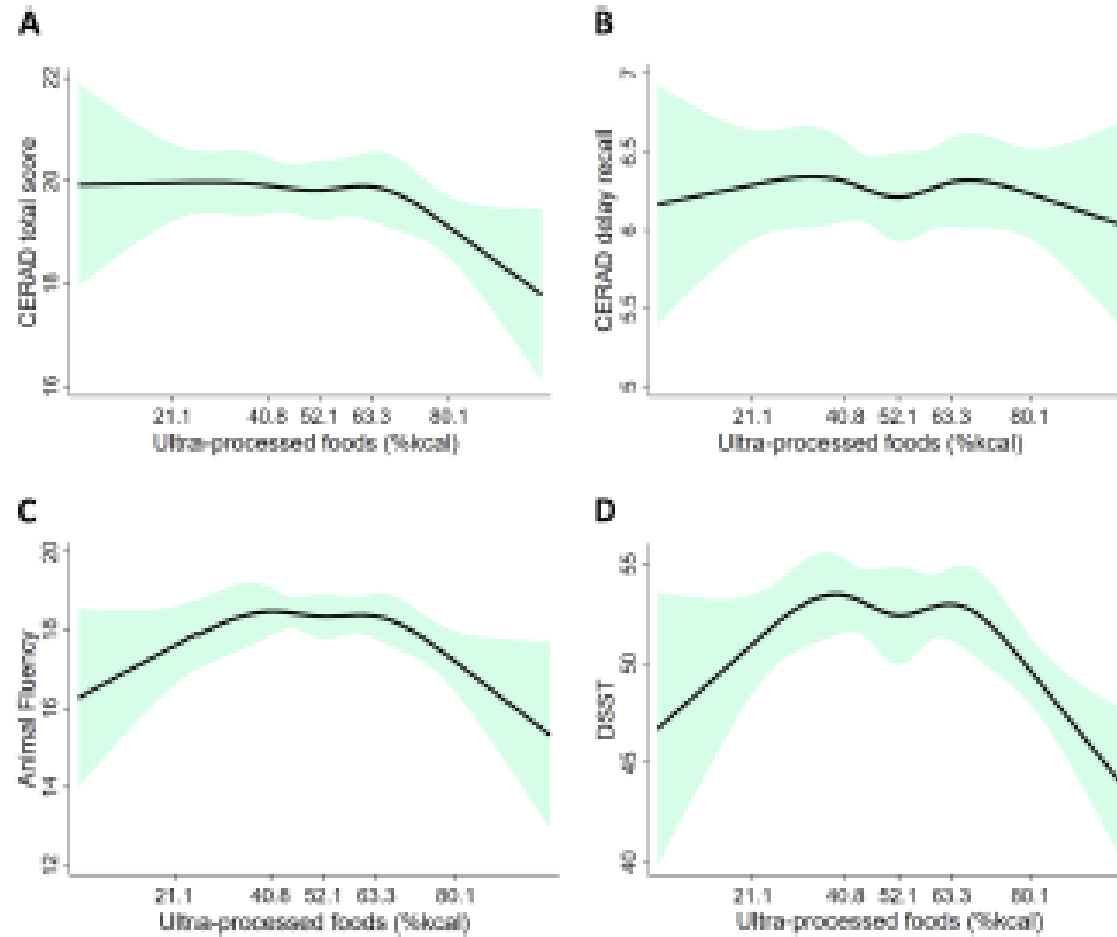 A
22
20
18
16
CERAD total score
21.1 40.8 52.1 63.3 80.1
Ultra-processed foods (%kcal)
B
7
6.5
6
5.5
5
CERAD delay recall
21.1 40.8 52.1 63.3 80.1
Ultra-processed foods (%kcal)
C
20
18
16
14
12
Animal Fluency
21.1 40.8 52.1 63.3 80.1
Ultra-processed foods (%kcal)
D
55
50
45
40
DSST
21.1 40.8 52.1 63.3 80.1
Ultra-processed foods (%kcal)